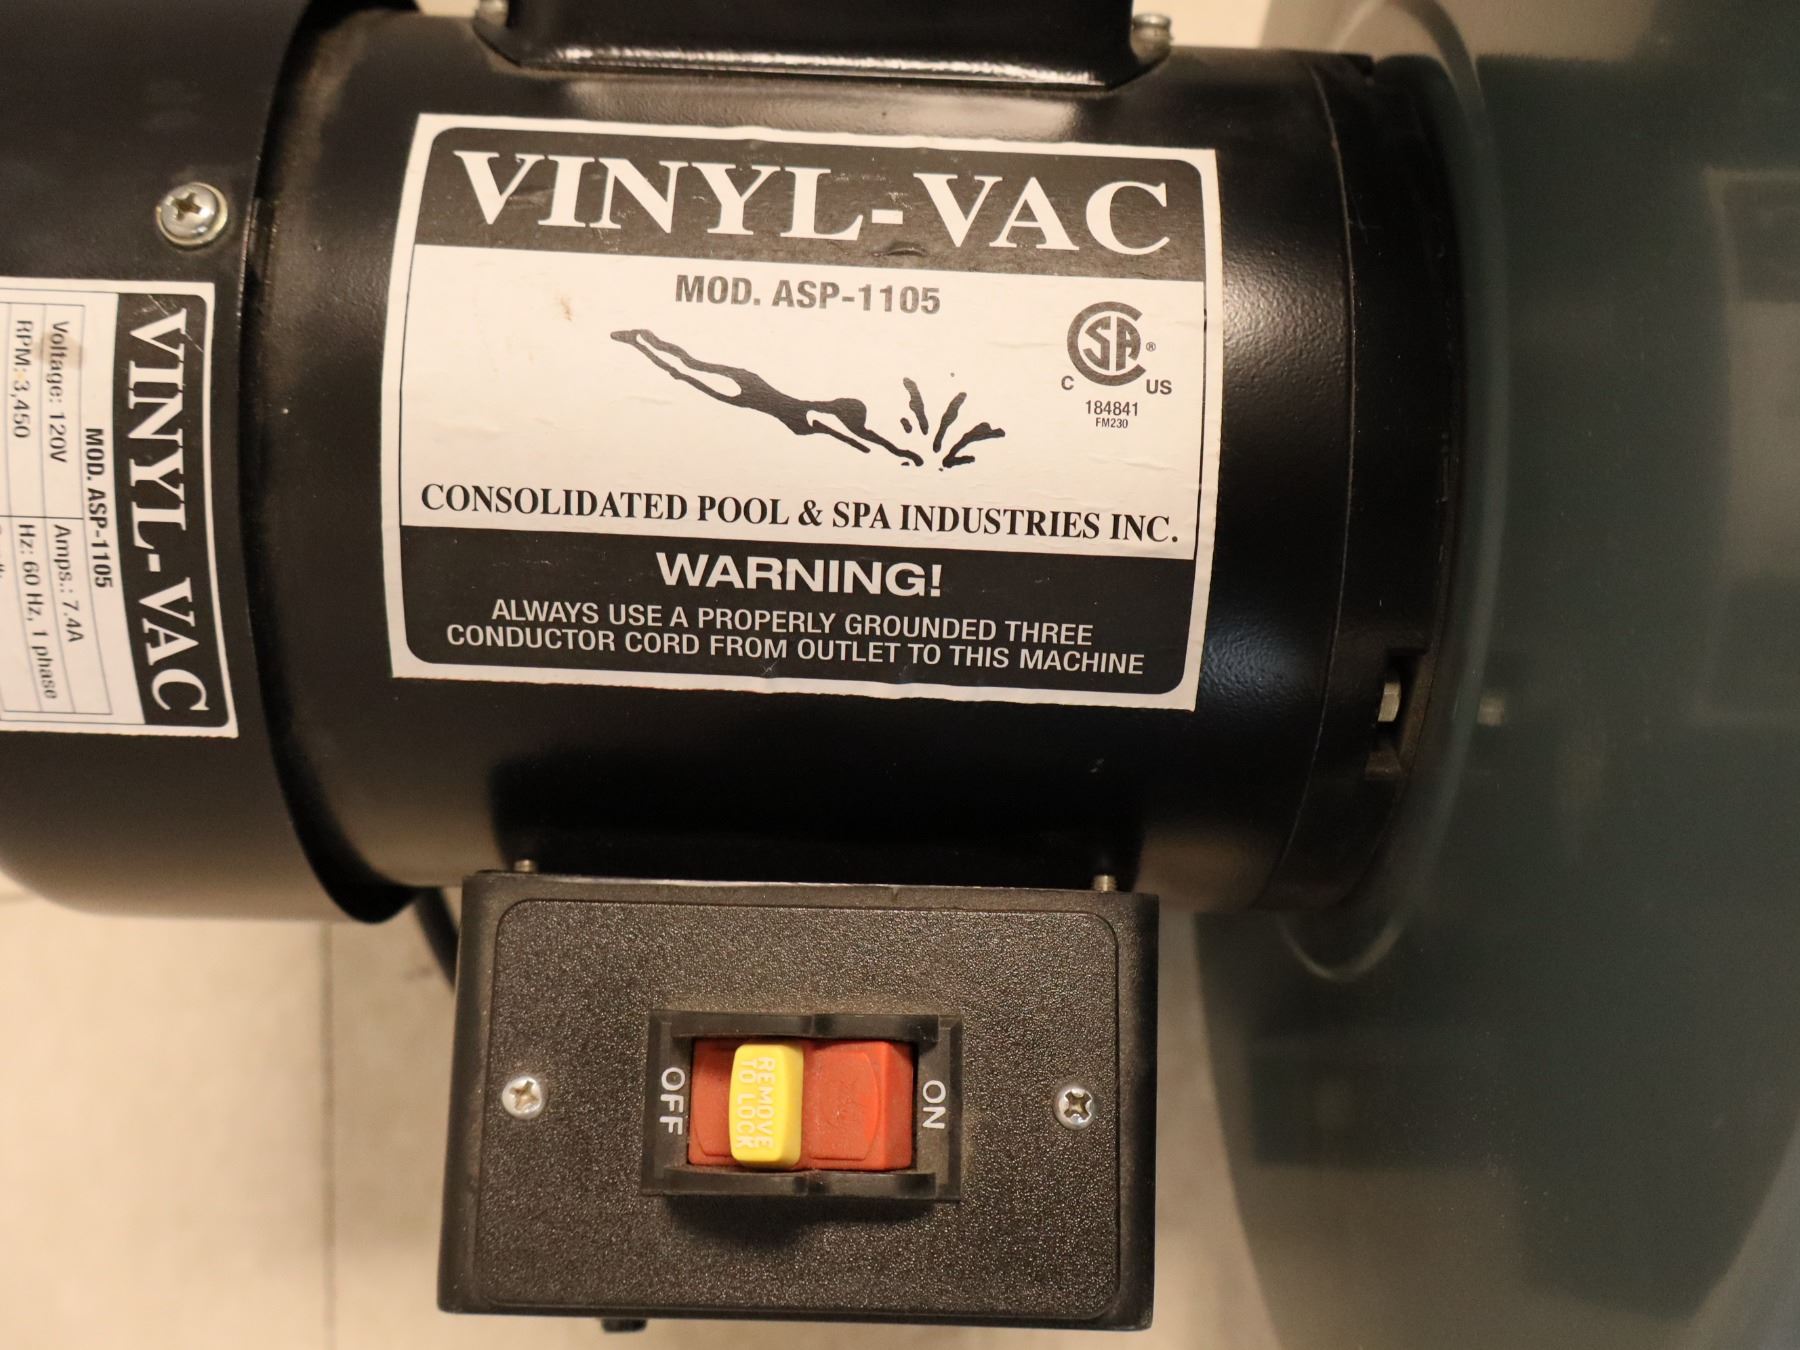 VINYL-VAC
MOD. ASP-1105
CSA®
C US
184841
FM230
CONSOLIDATED POOL & SPA INDUSTRIES INC.
WARNING!
ALWAYS USE A PROPERLY GROUNDED THREE
CONDUCTOR CORD FROM OUTLET TO THIS MACHINE
VINYL-VAC
MOD. ASP-1105
Voltage: 120V Amps.: 7.4A
RPM: 3,450 Hz: 60 Hz, 1 phase
OFF
REMOVE
TO LOCK
ON